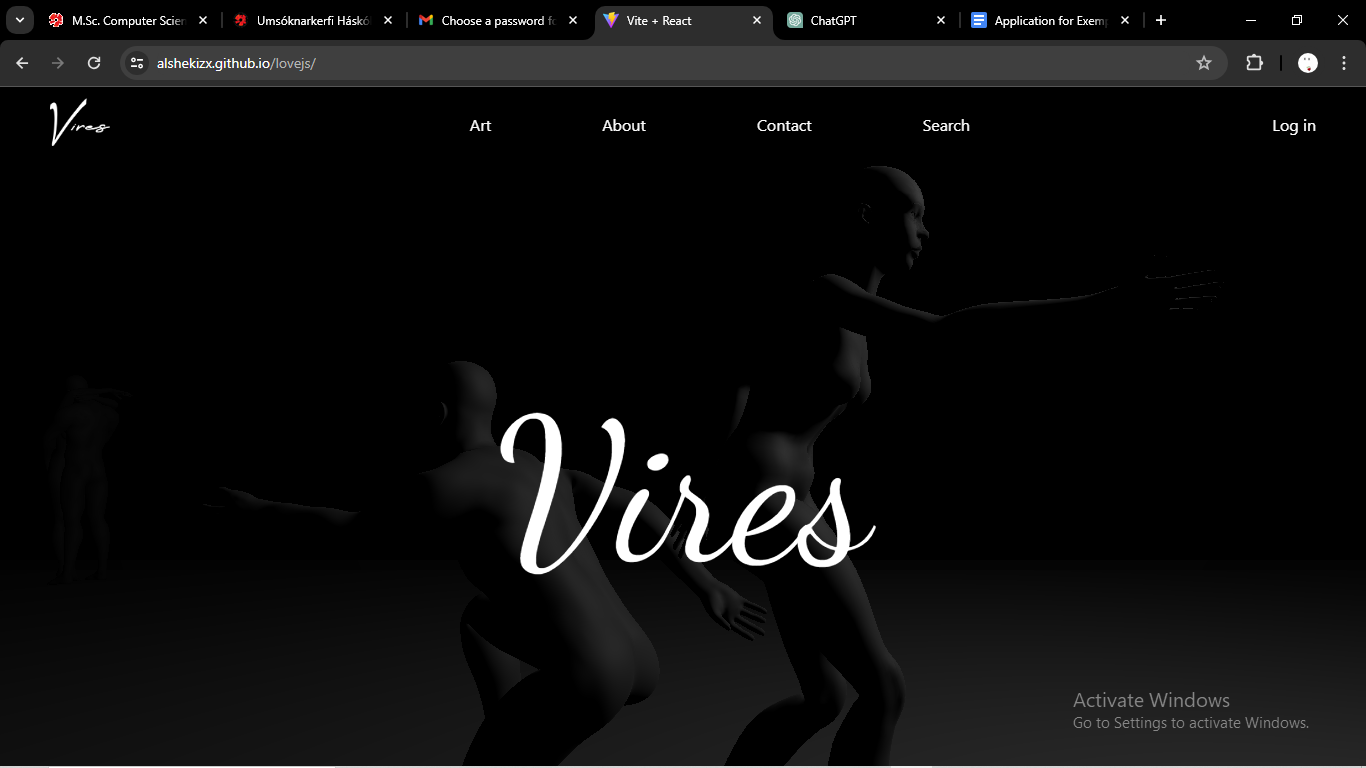 M.Sc. Computer Scien
Umsóknarkerfi Háskó
Choose a password fo
Vite + React
ChatGPT
Application for Exemp
alshekizx.github.io/lovejs/
Vires
Art
About
Contact
Search
Log in
Vires
Activate Windows
Go to Settings to activate Windows.